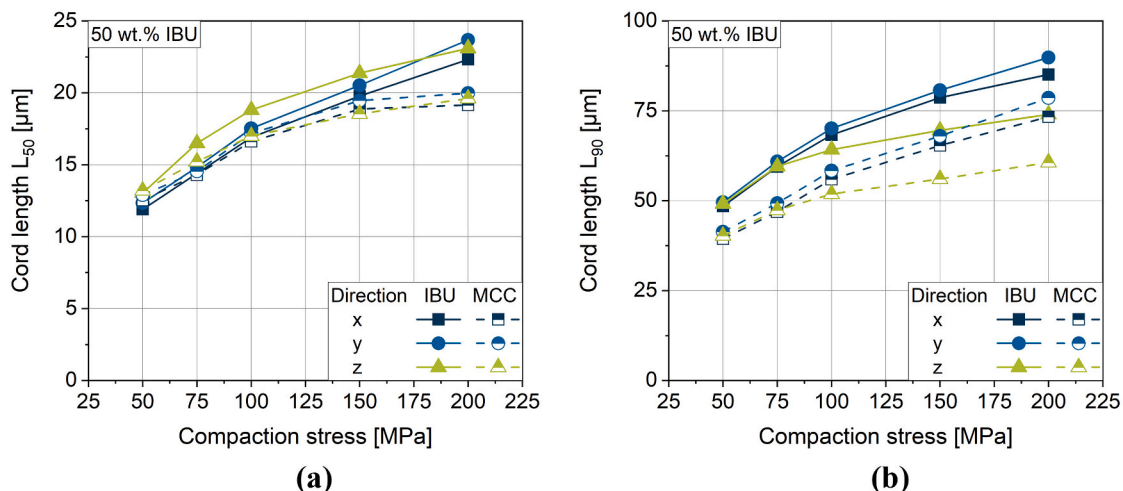 50 wt.% IBU
Cord length L50 [µm]
25
20
15
10
5
0
Direction IBU MCC
x
y
z
25 50 75 100 125 150 175 200 225
Compaction stress [MPa]
(a)
50 wt.% IBU
Cord length L90 [µm]
100
75
50
25
0
Direction IBU MCC
x
y
z
25 50 75 100 125 150 175 200 225
Compaction stress [MPa]
(b)